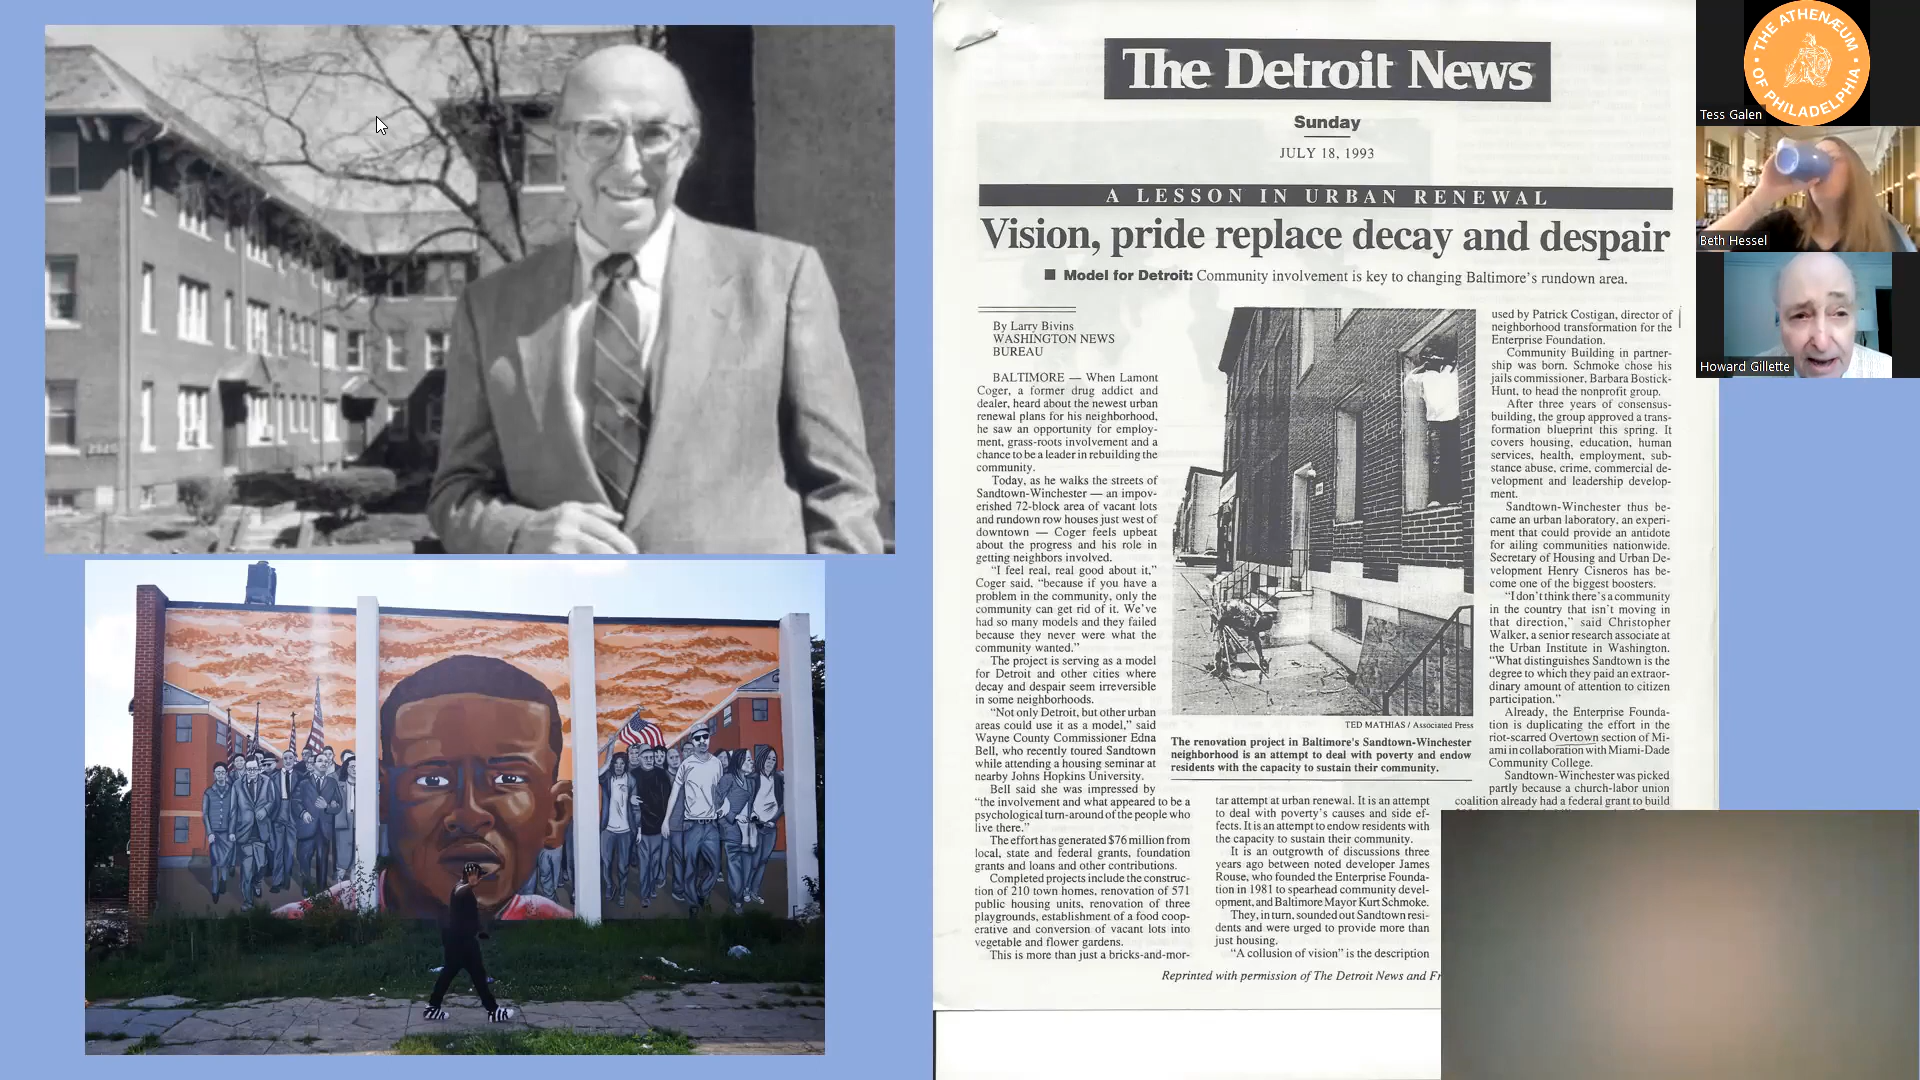 The Detroit News
Sunday
JULY 18, 1993
A LESSON IN URBAN RENEWAL
Vision, pride replace decay and despair
■ Model for Detroit: Community involvement is key to changing Baltimore's rundown area.
By Larry Bivins
WASHINGTON NEWS
BUREAU
BALTIMORE — When Lamont
Coger, a former drug addict and
dealer, heard about the newest urban
renewal plans for his neighborhood,
he saw an opportunity for employ-
ment, grass-roots involvement and a
chance to be a leader in rebuilding the
community.
Today, as he walks the streets of
Sandtown-Winchester — an impov-
erished 72-block area of vacant lots
and rundown row houses just west of
downtown — Coger feels upbeat
about the progress and his role in
getting neighbors involved.
"I feel real, real good about it,"
Coger said, "because if you have a
problem in the community, only the
community can get rid of it. We've
had so many models and they failed
because they never were what the
community wanted."
The project is serving as a model
for Detroit and other cities where
decay and despair seem irreversible
in some neighborhoods.
"Not only Detroit, but other urban
areas could use it as a model," said
Wayne County Commissioner Edna
Bell, who recently toured Sandtown
while attending a housing seminar at
nearby Johns Hopkins University.
Bell said she was impressed by
"the involvement and what appeared to be a
psychological turn-around of the people who
live there."
The effort has generated $76 million from
local, state and federal grants, foundation
grants and loans and other contributions.
Completed projects include the construc-
tion of 210 town homes, renovation of 571
public housing units, renovation of three
playgrounds, establishment of a food coop-
erative and conversion of vacant lots into
vegetable and flower gardens.
This is more than just a bricks-and-mor-
TED MATHIAS / Associated Press
The renovation project in Baltimore's Sandtown-Winchester
neighborhood is an attempt to deal with poverty and endow
residents with the capacity to sustain their community.
tar attempt at urban renewal. It is an attempt
to deal with poverty's causes and side ef-
fects. It is an attempt to endow residents with
the capacity to sustain their community.
It is an outgrowth of discussions three
years ago between noted developer James
Rouse, who founded the Enterprise Founda-
tion in 1981 to spearhead community devel-
opment, and Baltimore Mayor Kurt Schmoke.
They, in turn, sounded out Sandtown resi-
dents and were urged to provide more than
just housing.
"A collusion of vision" is the description
used by Patrick Costigan, director of
neighborhood transformation for the
Enterprise Foundation.
Community Building in partner-
ship was born. Schmoke chose his
jails commissioner, Barbara Bostick-
Hunt, to head the nonprofit group.
After three years of consensus-
building, the group approved a trans-
formation blueprint this spring. It
covers housing, education, human
services, health, employment, sub-
stance abuse, crime, commercial de-
velopment and leadership develop-
ment.
Sandtown-Winchester thus be-
came an urban laboratory, an experi-
ment that could provide an antidote
for ailing communities nationwide.
Secretary of Housing and Urban De-
velopment Henry Cisneros has be-
come one of the biggest boosters.
"I don't think there's a community
in the country that isn't moving in
that direction," said Christopher
Walker, a senior research associate at
the Urban Institute in Washington.
"What distinguishes Sandtown is the
degree to which they paid an extraor-
dinary amount of attention to citizen
participation."
Already, the Enterprise Founda-
tion is duplicating the effort in the
riot-scarred Overtown section of Mi-
ami in collaboration with Miami-Dade
Community College.
Sandtown-Winchester was picked
partly because a church-labor union
coalition already had a federal grant to build
Reprinted with permission of The Detroit News and
THE ATHENÆUM
OF PHILADELPHIA
Tess Galen
Beth Hessel
Howard Gillette